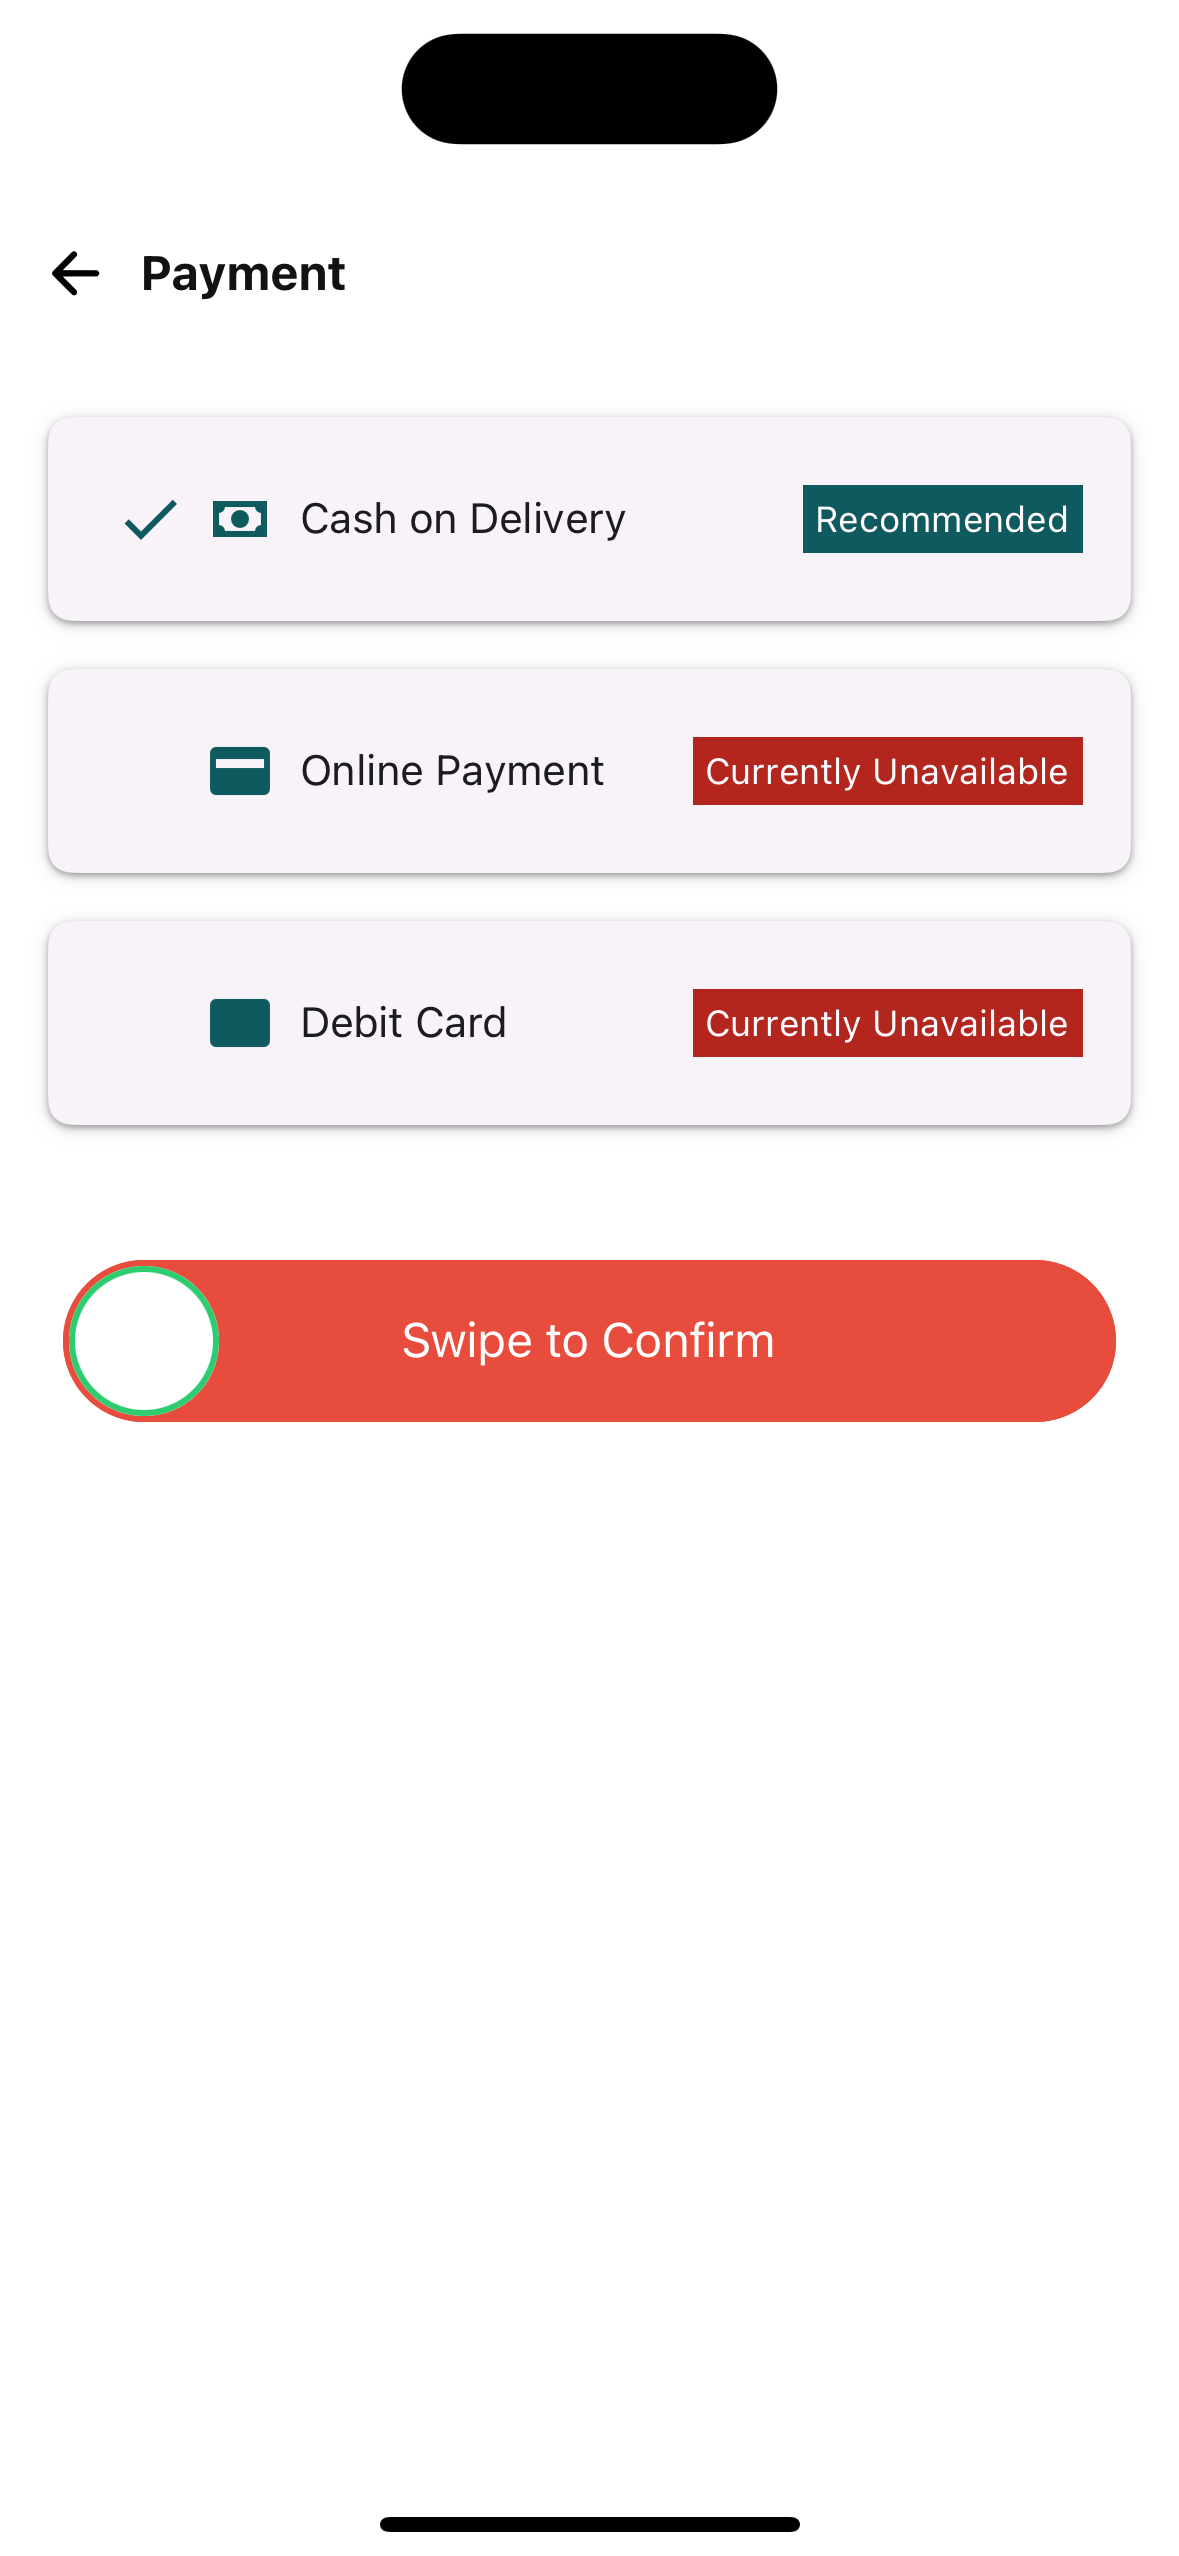 Payment
Cash on Delivery Recommended
Online Payment Currently Unavailable
Debit Card Currently Unavailable
Swipe to Confirm